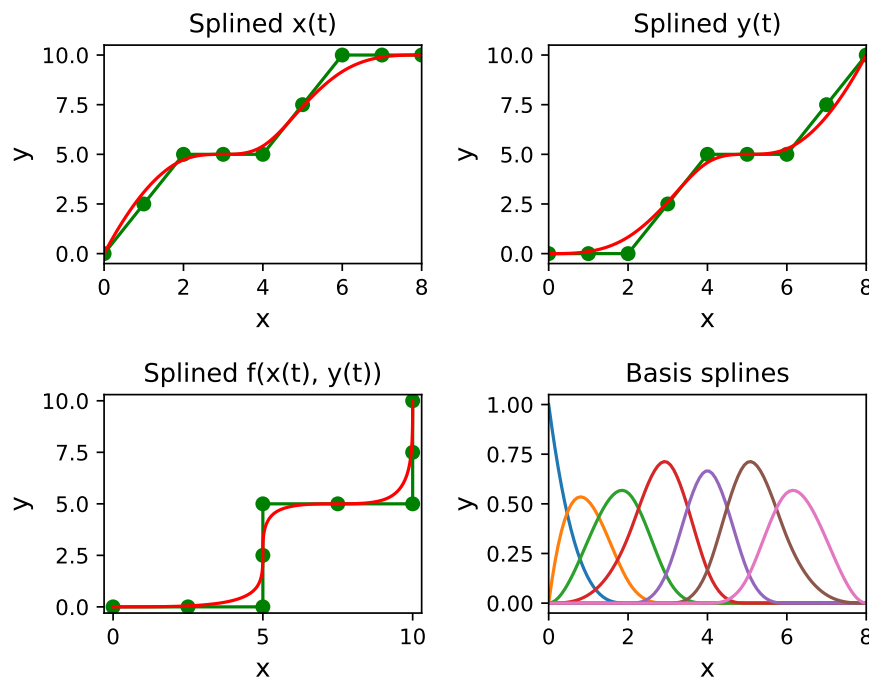 Splined x(t)
10.0
7.5
5.0
2.5
0.0
y
0 2 4 6 8
x
Splined y(t)
10.0
7.5
5.0
2.5
0.0
y
0 2 4 6 8
x
Splined f(x(t), y(t))
10.0
7.5
5.0
2.5
0.0
y
0 5 10
x
Basis splines
1.00
0.75
0.50
0.25
0.00
y
0 2 4 6 8
x